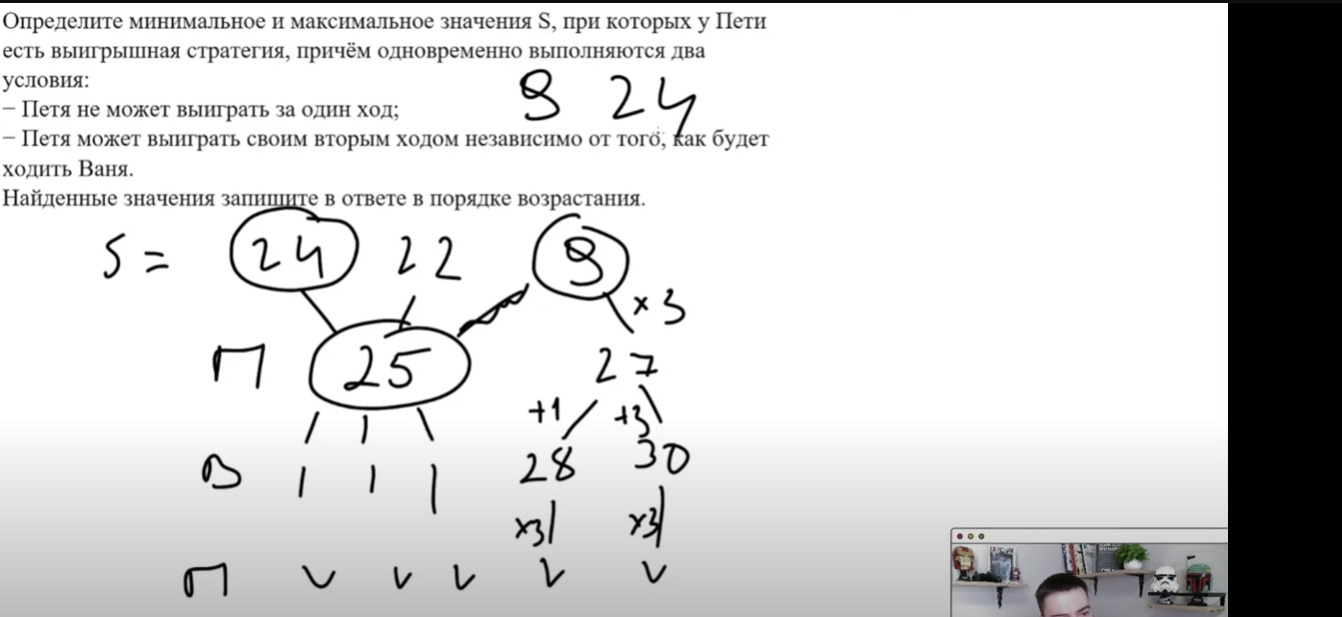 Определите минимальное и максимальное значения S, при которых у Пети
есть выигрышная стратегия, причём одновременно выполняются два
условия:
− Петя не может выиграть за один ход;
− Петя может выиграть своим вторым ходом независимо от того, как будет
ходить Ваня.
Найденные значения запишите в ответе в порядке возрастания.
9 24
S = 24 22 9
×3
П 25 27
+1 +3
В 28 30
×3 ×3
П